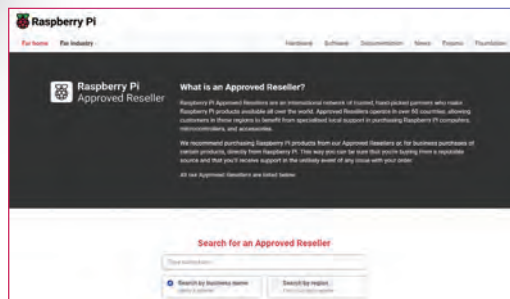 Raspberry Pi
For home For industry Hardware Software Documentation News Forums Foundation
Raspberry Pi
Approved Reseller
What is an Approved Reseller?
Raspberry Pi Approved Resellers are an international network of trusted, hand-picked partners who make
Raspberry Pi products available all over the world. Approved Resellers operate in over 60 countries, allowing
customers in those regions to benefit from specialised local support in purchasing Raspberry Pi computers,
microcontrollers, and accessories.
We recommend purchasing Raspberry Pi products from our Approved Resellers or, for business purchases of
certain products, directly from Raspberry Pi. This way you can be sure that you're buying from a reputable
source and that you'll receive support in the unlikely event of any issue with your order.
All our Approved Resellers are listed below.
Search for an Approved Reseller
Search by business name Search by region